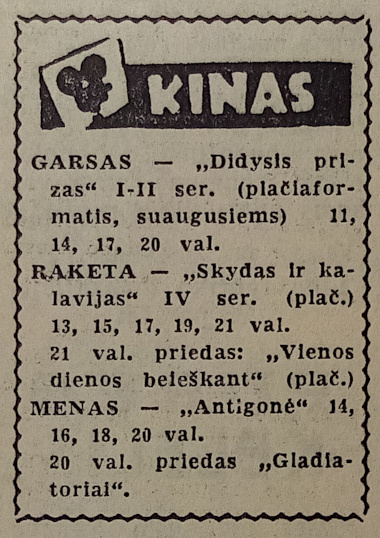 KINAS
GARSAS — „Didysis pri-
zas“ I-II ser. (plačiafor-
matis, suaugusiems) 11,
14, 17, 20 val.
RAKETA — „Skydas ir ka-
lavijas“ IV ser. (plač.)
13, 15, 17, 19, 21 val.
21 val. priedas: „Vienos
dienos beieškant“ (plač.)
MENAS — „Antigonė“ 14,
16, 18, 20 val.
20 val. priedas „Gladia-
toriai“.